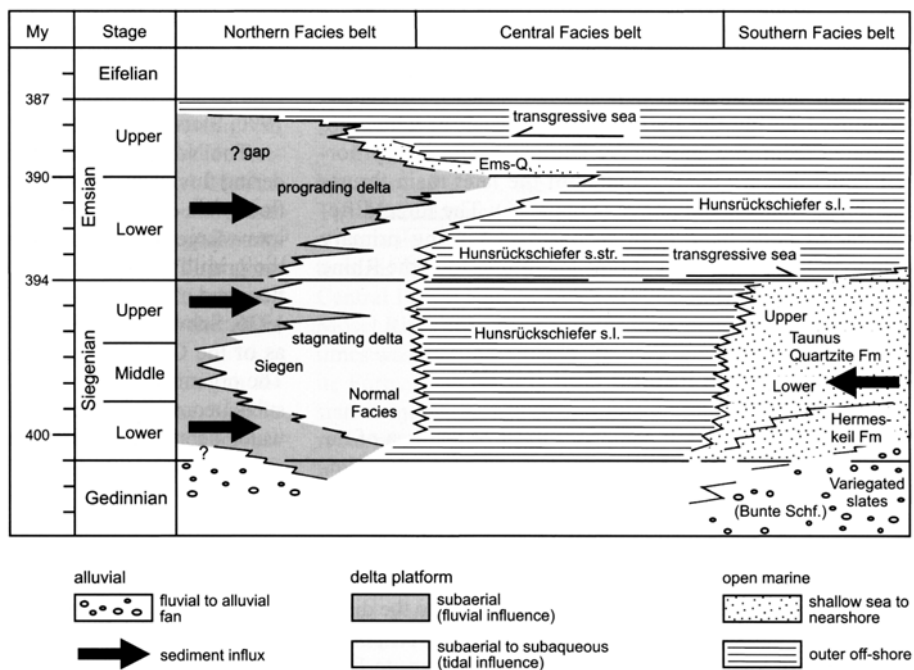 My
Stage
Northern Facies belt
Central Facies belt
Southern Facies belt
Eifelian
387
Upper
transgressive sea
? gap
Ems-Q.
390
prograding delta
Emsian
Lower
Hunsrückschiefer s.l.
Hunsrückschiefer s.str.
transgressive sea
394
Upper
Upper
stagnating delta
Hunsrückschiefer s.l.
Taunus
Quartzite Fm
Siegenian
Middle
Siegen
Lower
Normal
Facies
Lower
400
Hermes-
keil Fm
?
Gedinnian
Variegated
slates
(Bunte Schf.)
alluvial
delta platform
open marine
fluvial to alluvial
fan
subaerial
(fluvial influence)
shallow sea to
nearshore
sediment influx
subaerial to subaqueous
(tidal influence)
outer off-shore